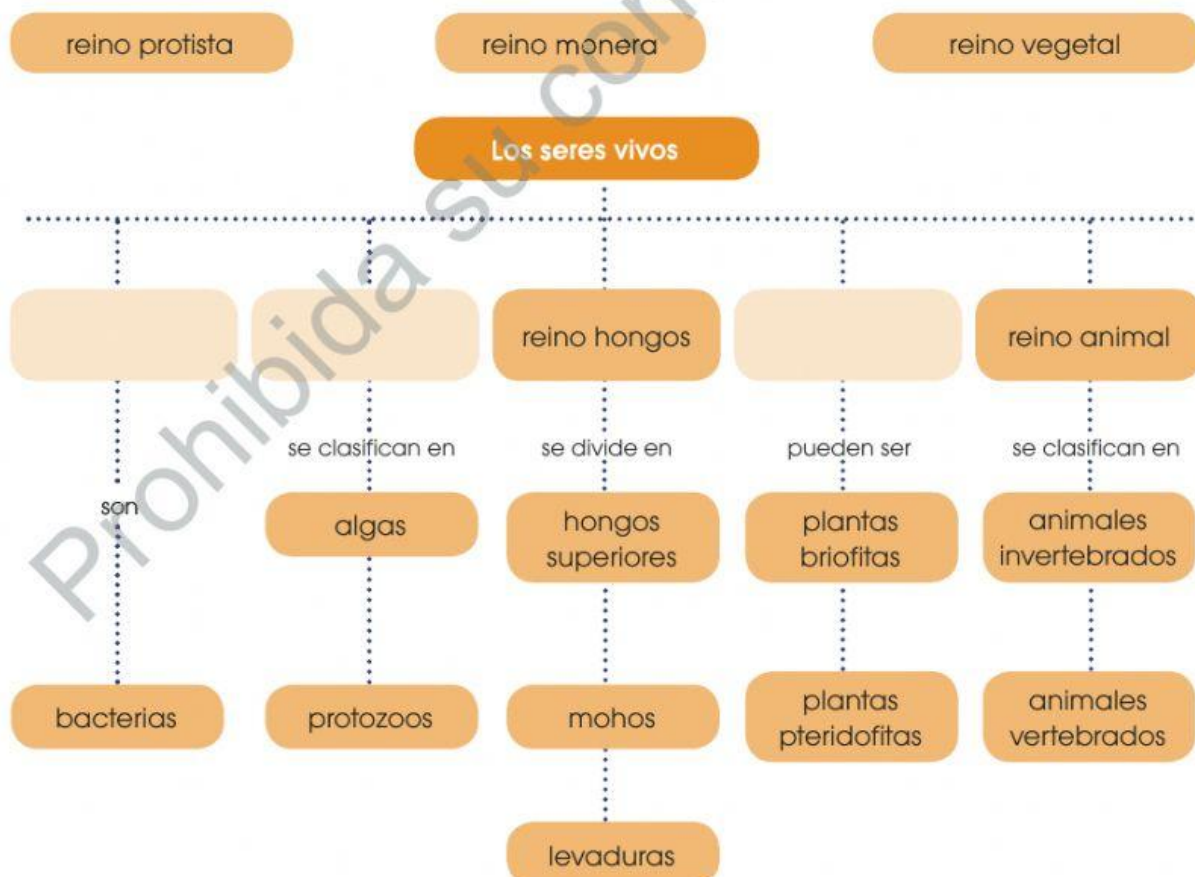 reino protista
reino monera
reino vegetal
Los seres vivos
reino hongos
reino animal
son
se clasifican en
se divide en
pueden ser
se clasifican en
algas
hongos
superiores
plantas
briofitas
animales
invertebrados
bacterias
protozoos
mohos
plantas
pteridofitas
animales
vertebrados
levaduras
Prohibida su